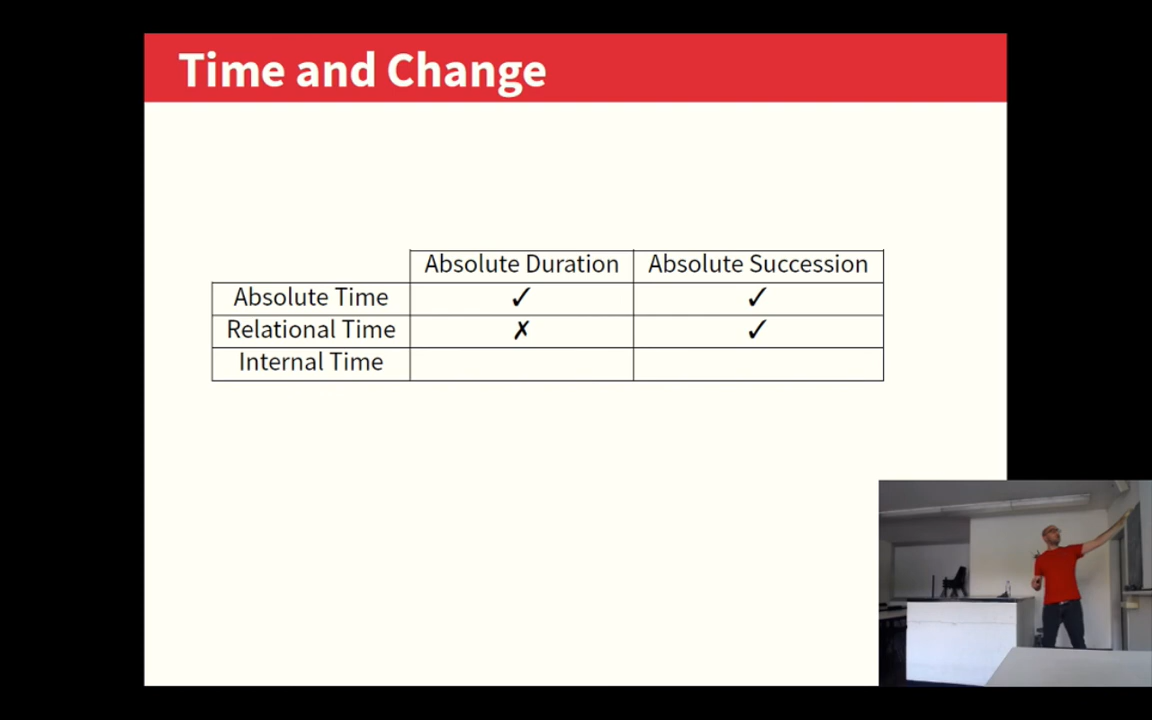 Time and Change
Absolute Duration Absolute Succession
Absolute Time ✓ ✓
Relational Time ✗ ✓
Internal Time